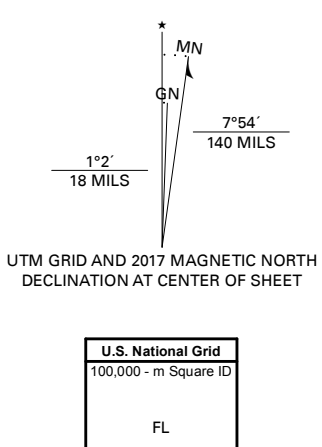 ★
MN
GN
7°54´
140 MILS
1°2´
18 MILS
UTM GRID AND 2017 MAGNETIC NORTH
DECLINATION AT CENTER OF SHEET
U.S. National Grid
100,000 - m Square ID
FL